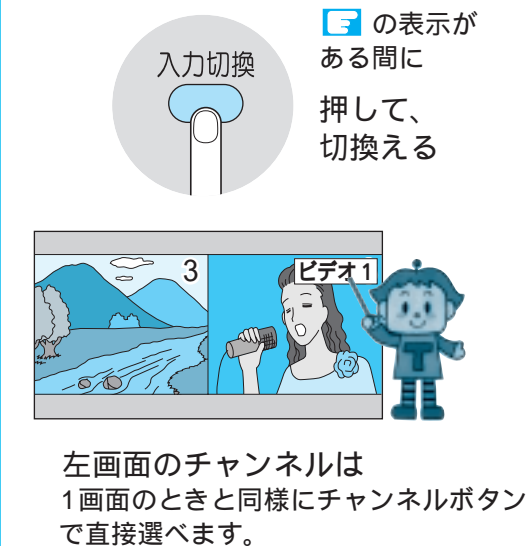 入力切換
の表示が
ある間に
押して、
切換える
3
ビデオ1
T
左画面のチャンネルは
1画面のときと同様にチャンネルボタン
で直接選べます。